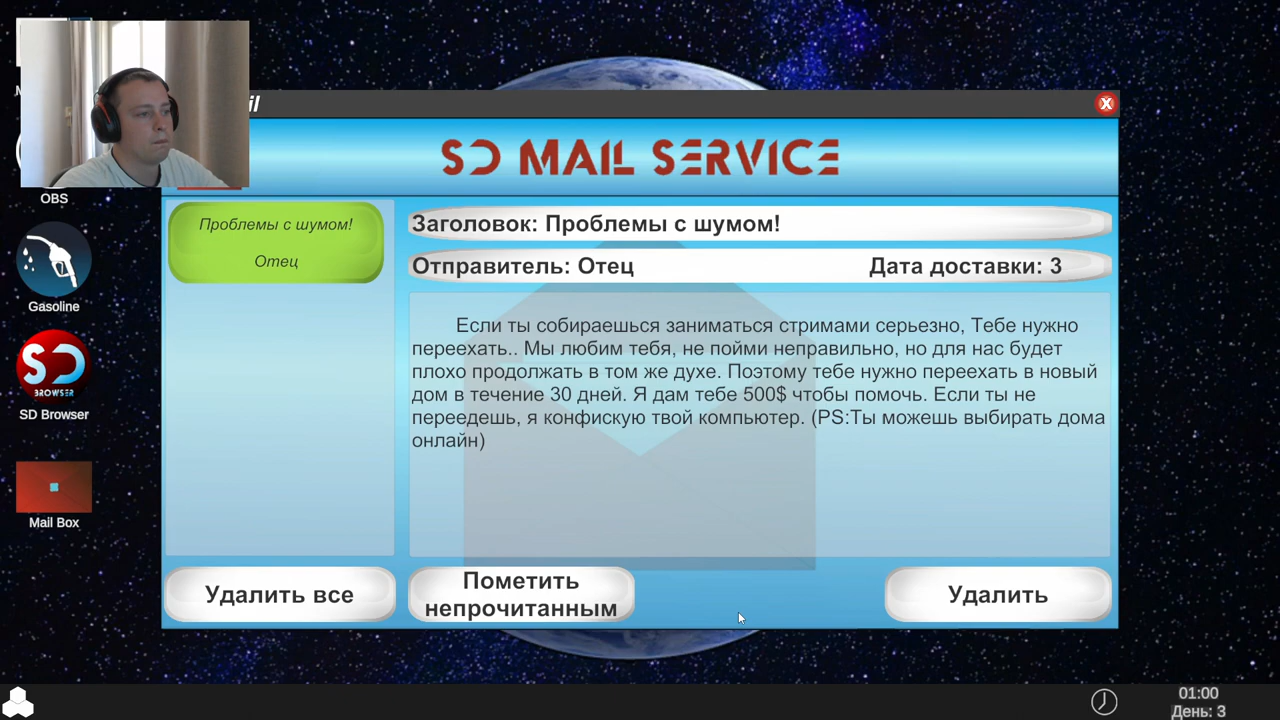 il
SD MAIL SERVICE
OBS
Gasoline
SD
BROWSER
SD Browser
Mail Box
Проблемы с шумом!
Отец
Заголовок: Проблемы с шумом!
Отправитель: Отец Дата доставки: 3
Если ты собираешься заниматься стримами серьезно, Тебе нужно
переехать.. Мы любим тебя, не пойми неправильно, но для нас будет
плохо продолжать в том же духе. Поэтому тебе нужно переехать в новый
дом в течение 30 дней. Я дам тебе 500$ чтобы помочь. Если ты не
переедешь, я конфискую твой компьютер. (PS:Ты можешь выбирать дома
онлайн)
Удалить все
Пометить
непрочитанным
Удалить
01:00
День: 3